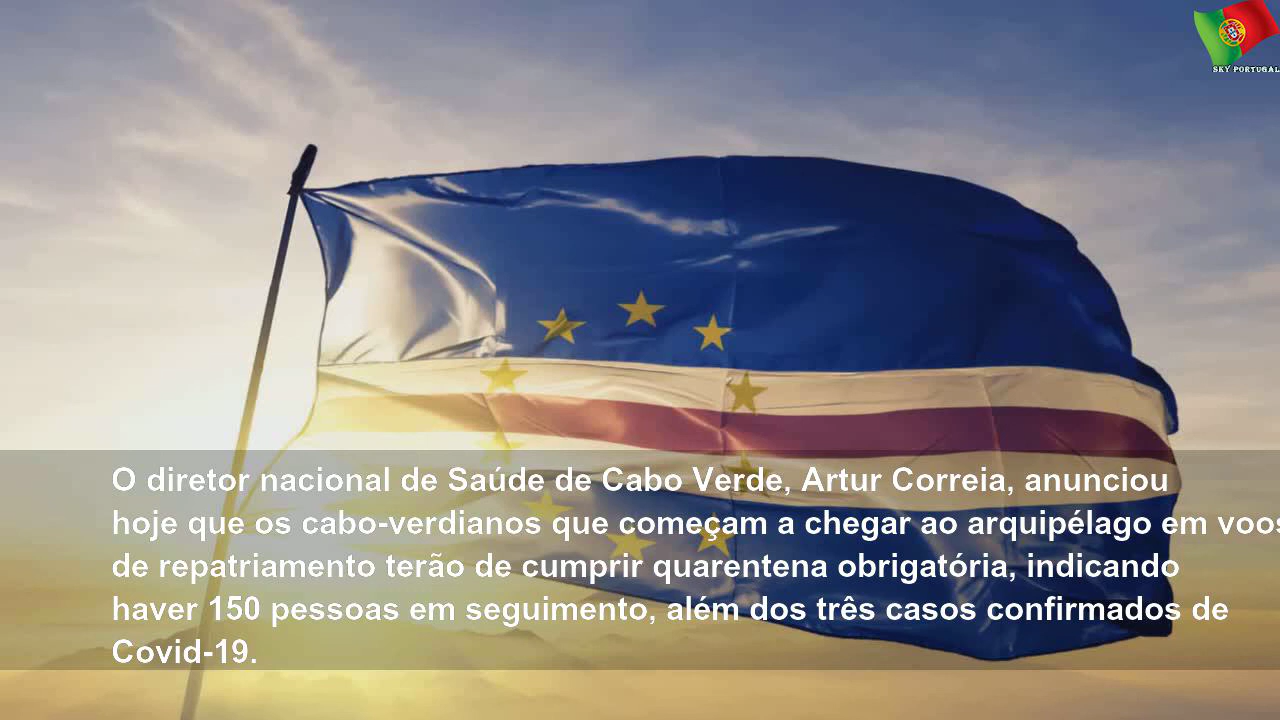 SKY PORTUGAL
O diretor nacional de Saúde de Cabo Verde, Artur Correia, anunciou
hoje que os cabo-verdianos que começam a chegar ao arquipélago em voos
de repatriamento terão de cumprir quarentena obrigatória, indicando
haver 150 pessoas em seguimento, além dos três casos confirmados de
Covid-19.